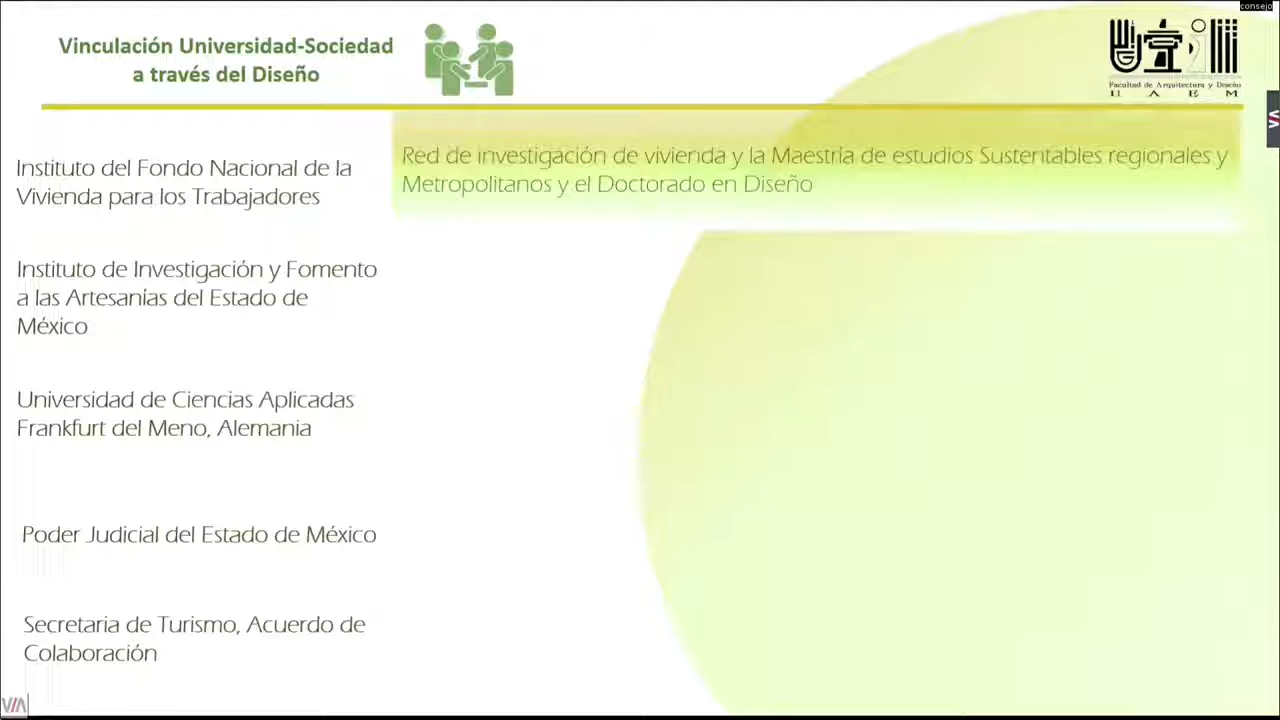 consejo
Vinculación Universidad-Sociedad
a través del Diseño
Facultad de Arquitectura y Diseño
U A E M
Instituto del Fondo Nacional de la
Vivienda para los Trabajadores
Red de investigación de vivienda y la Maestría de estudios Sustentables regionales y
Metropolitanos y el Doctorado en Diseño
Instituto de Investigación y Fomento
a las Artesanías del Estado de
México
Universidad de Ciencias Aplicadas
Frankfurt del Meno, Alemania
Poder Judicial del Estado de México
Secretaria de Turismo, Acuerdo de
Colaboración
VIA